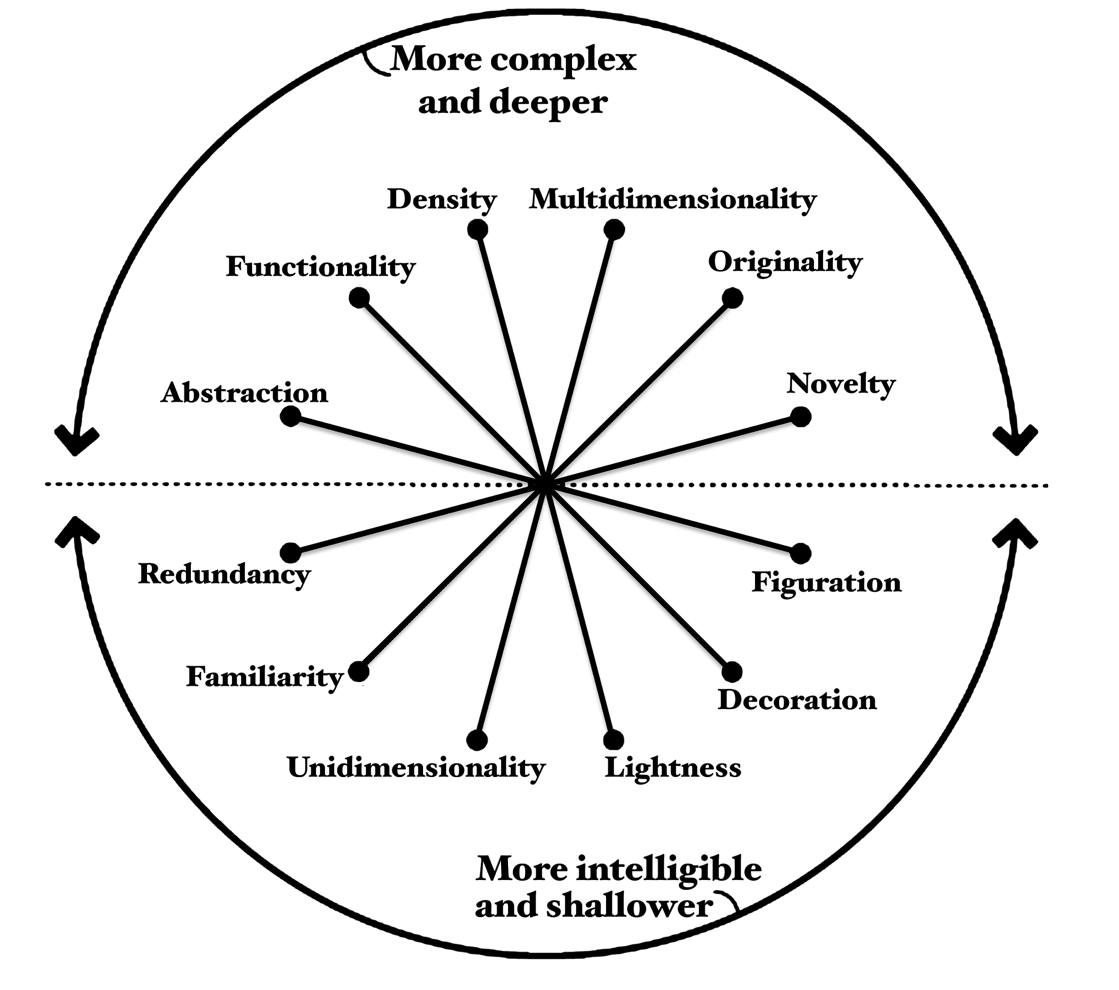 More complex
and deeper
Density
Multidimensionality
Functionality
Originality
Abstraction
Novelty
Redundancy
Figuration
Familiarity
Decoration
Unidimensionality
Lightness
More intelligible
and shallower